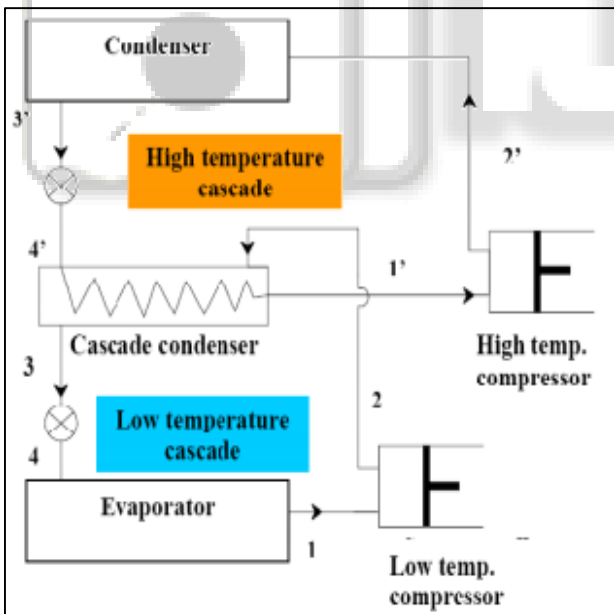 Condenser
3’
2’
High temperature
cascade
4’
1’
Cascade condenser
High temp.
compressor
3
2
Low temperature
cascade
4
Evaporator
1
Low temp.
compressor